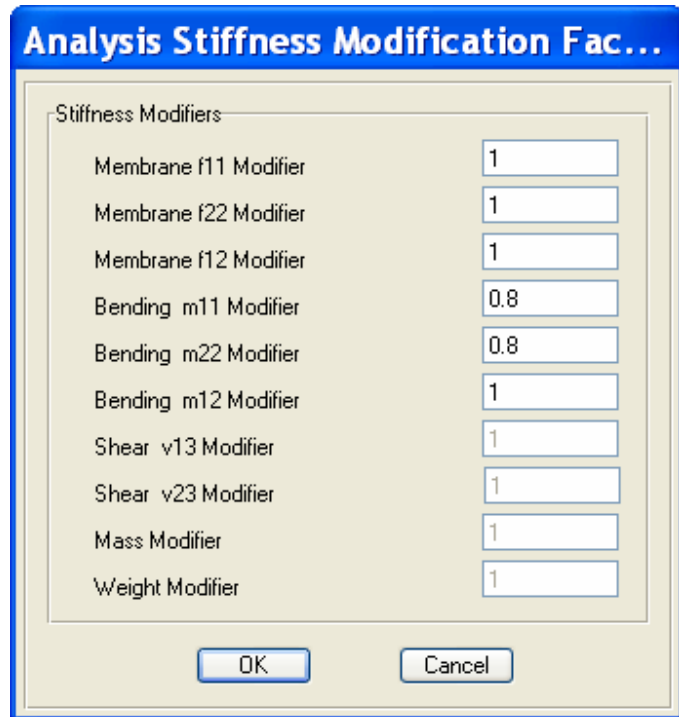 Analysis Stiffness Modification Fac...
Stiffness Modifiers
Membrane f11 Modifier 1
Membrane f22 Modifier 1
Membrane f12 Modifier 1
Bending m11 Modifier 0.8
Bending m22 Modifier 0.8
Bending m12 Modifier 1
Shear v13 Modifier 1
Shear v23 Modifier 1
Mass Modifier 1
Weight Modifier 1
OK Cancel